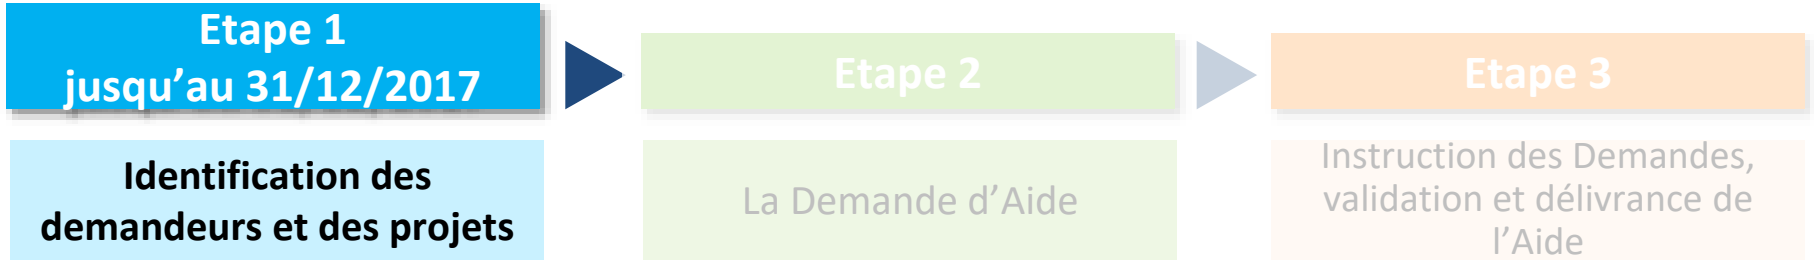 Etape 1
jusqu’au 31/12/2017
Identification des
demandeurs et des projets
Etape 2
La Demande d’Aide
Etape 3
Instruction des Demandes,
validation et délivrance de
l’Aide